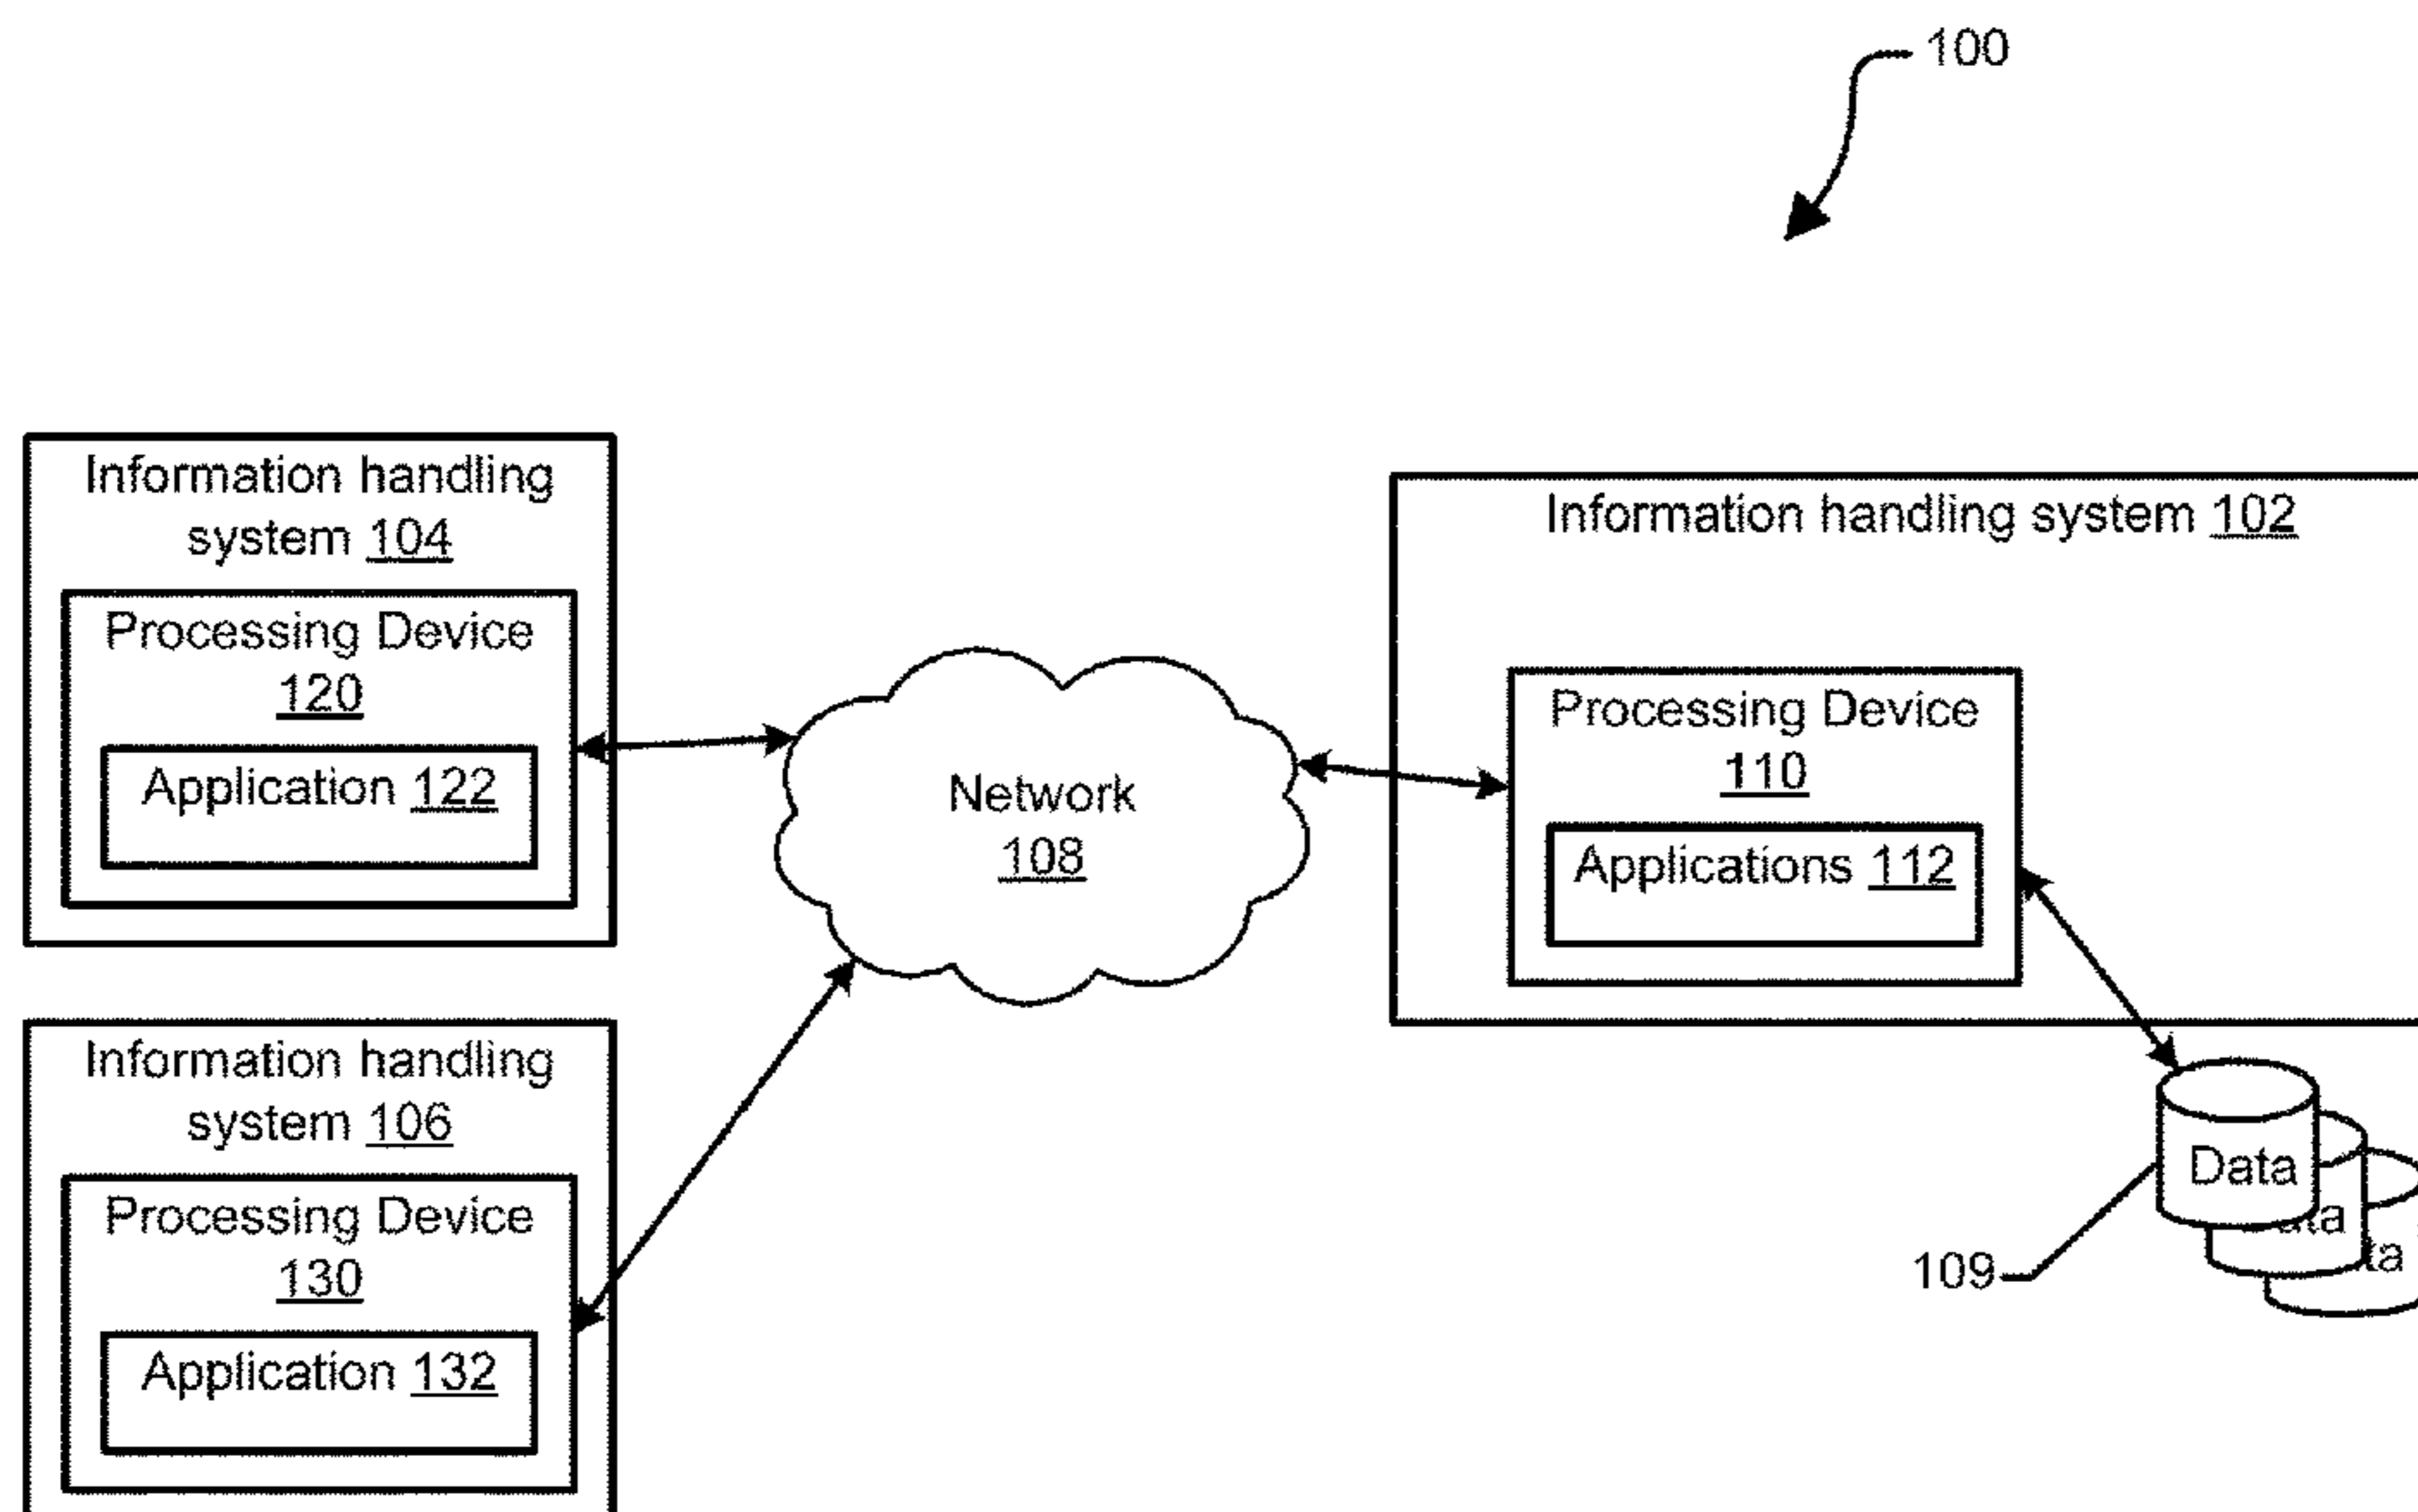 100
Information handling
system 104
Processing Device
120
Application 122
Network
108
Information handling system 102
Processing Device
110
Applications 112
Information handling
system 106
Processing Device
130
Application 132
Data
109